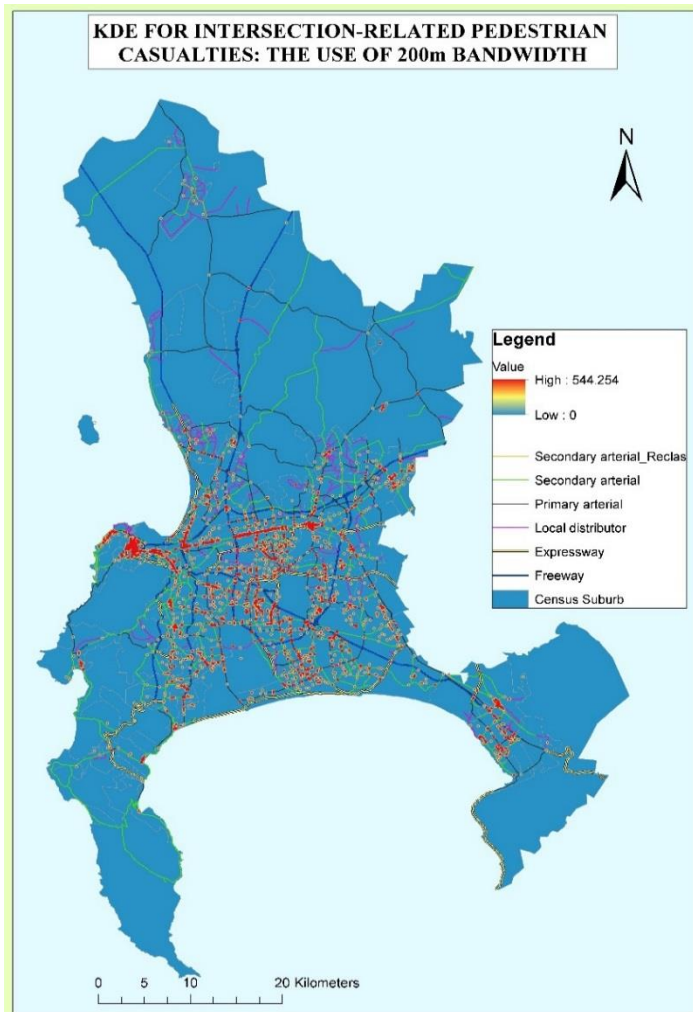 KDE FOR INTERSECTION-RELATED PEDESTRIAN
CASUALTIES: THE USE OF 200m BANDWIDTH
N
Legend
Value
High : 544.254
Low : 0
Secondary arterial_Reclas
Secondary arterial
Primary arterial
Local distributor
Expressway
Freeway
Census Suburb
0 5 10 20 Kilometers